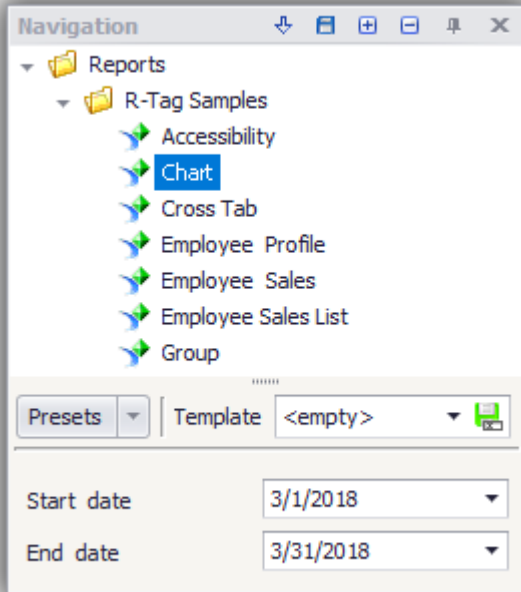 Navigation
Reports
R-Tag Samples
Accessibility
Chart
Cross Tab
Employee Profile
Employee Sales
Employee Sales List
Group
Presets Template <empty>
Start date 3/1/2018
End date 3/31/2018